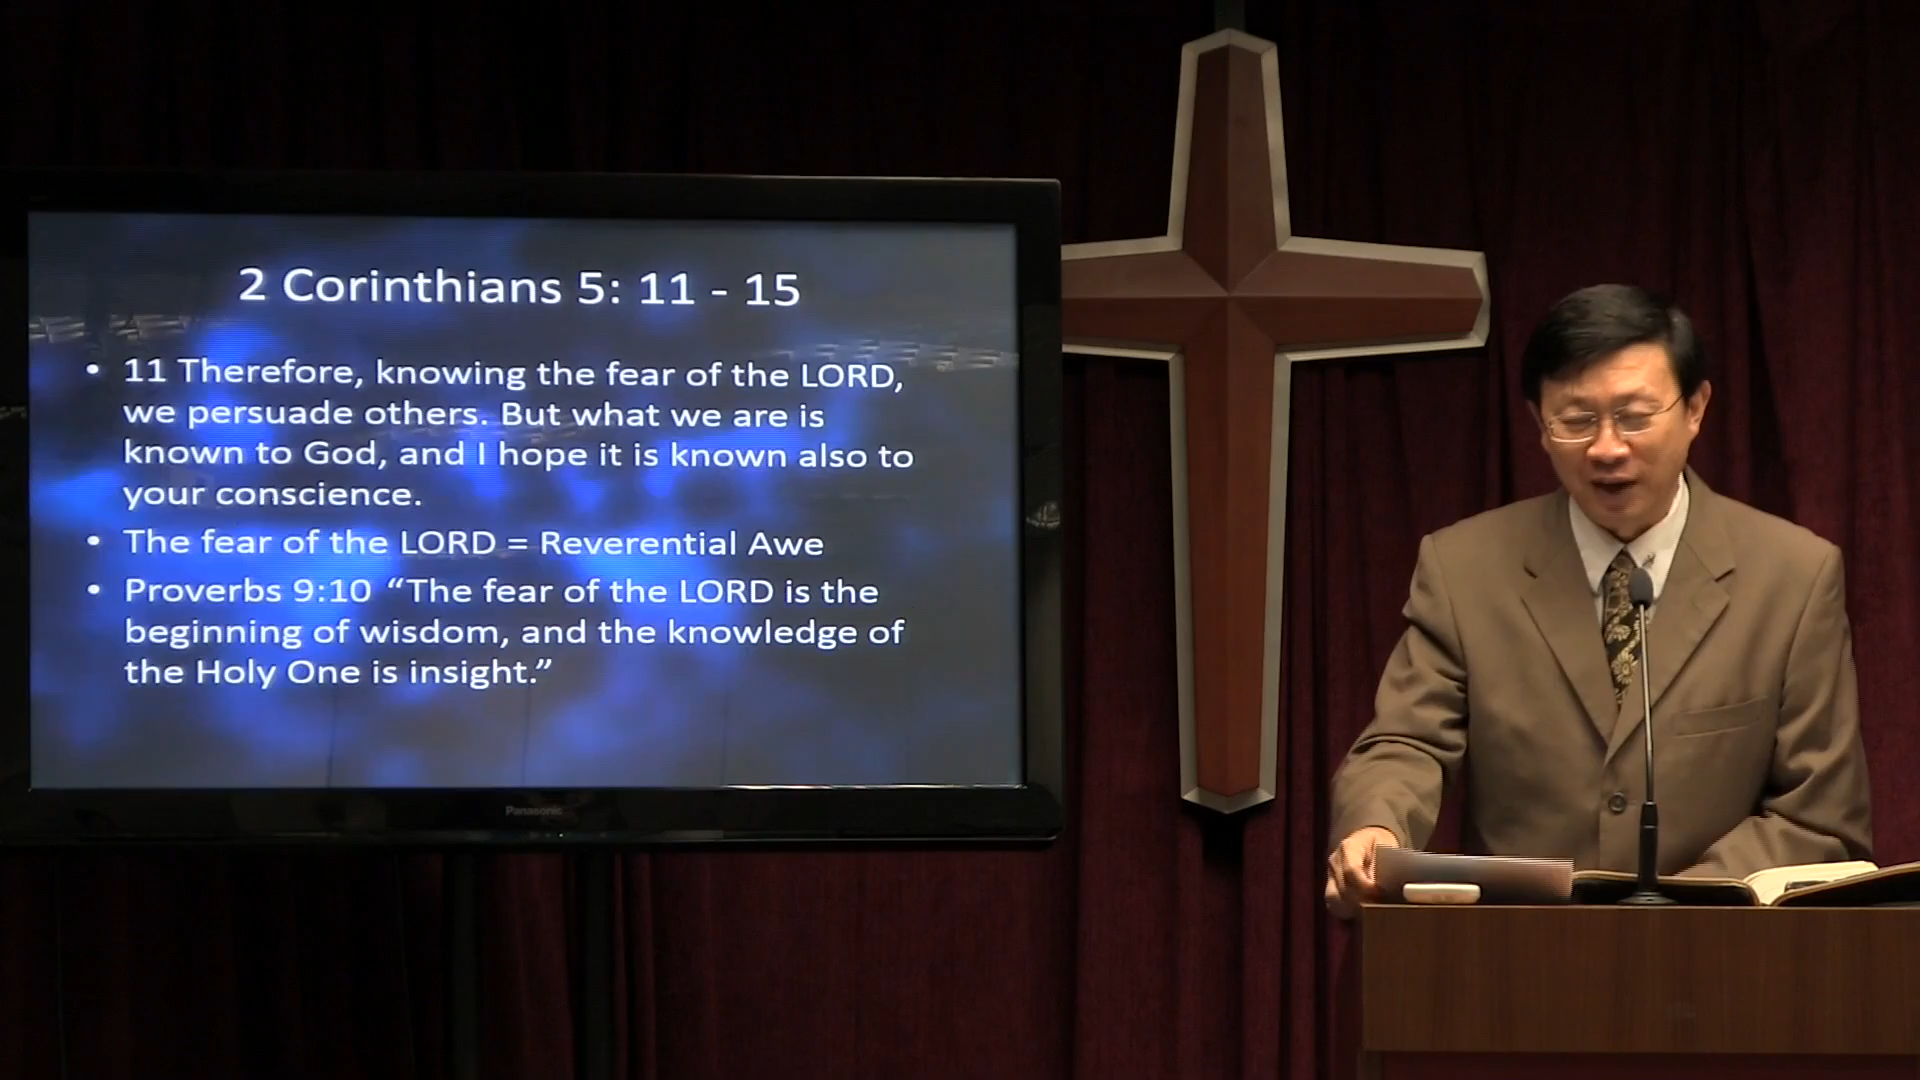 2 Corinthians 5: 11 - 15
• 11 Therefore, knowing the fear of the LORD,
we persuade others. But what we are is
known to God, and I hope it is known also to
your conscience.
• The fear of the LORD = Reverential Awe
• Proverbs 9:10 “The fear of the LORD is the
beginning of wisdom, and the knowledge of
the Holy One is insight.”
Panasonic